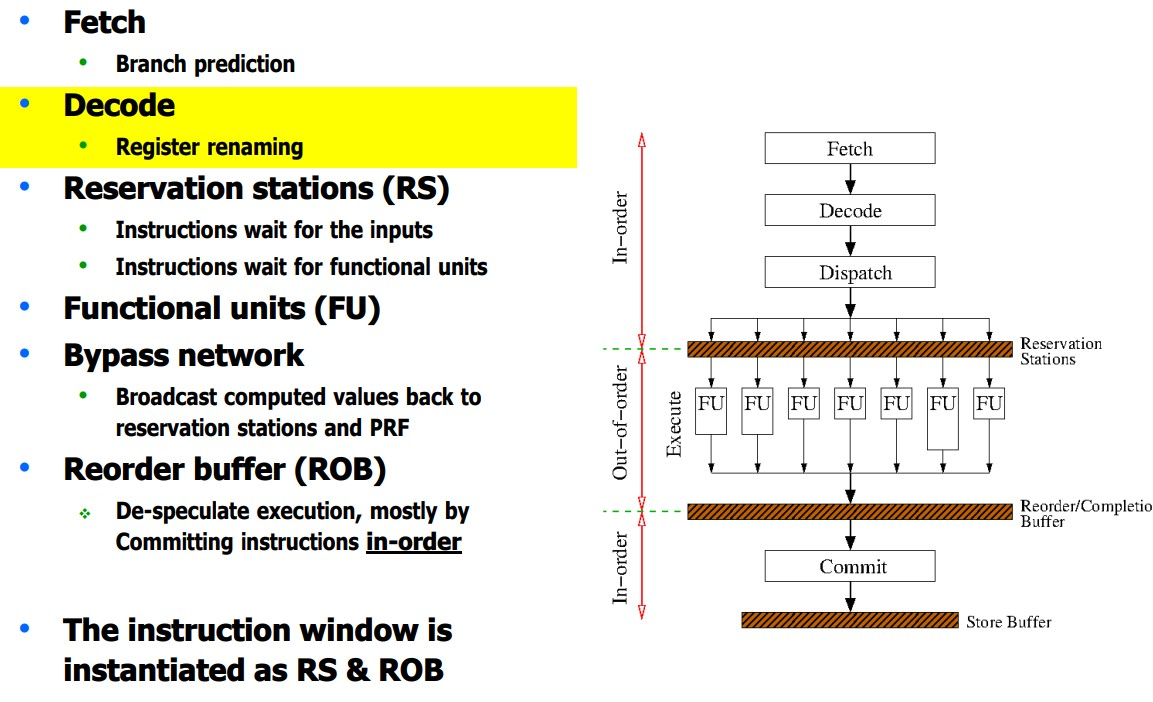 Fetch
Branch prediction
Decode
Register renaming
Reservation stations (RS)
Instructions wait for the inputs
Instructions wait for functional units
Functional units (FU)
Bypass network
Broadcast computed values back to
reservation stations and PRF
Reorder buffer (ROB)
De-speculate execution, mostly by
Committing instructions in-order
The instruction window is
instantiated as RS & ROB
In-order
Fetch
Decode
Dispatch
Reservation
Stations
Out-of-order
Execute
FU FU FU FU FU FU FU
Reorder/Completio
Buffer
In-order
Commit
Store Buffer